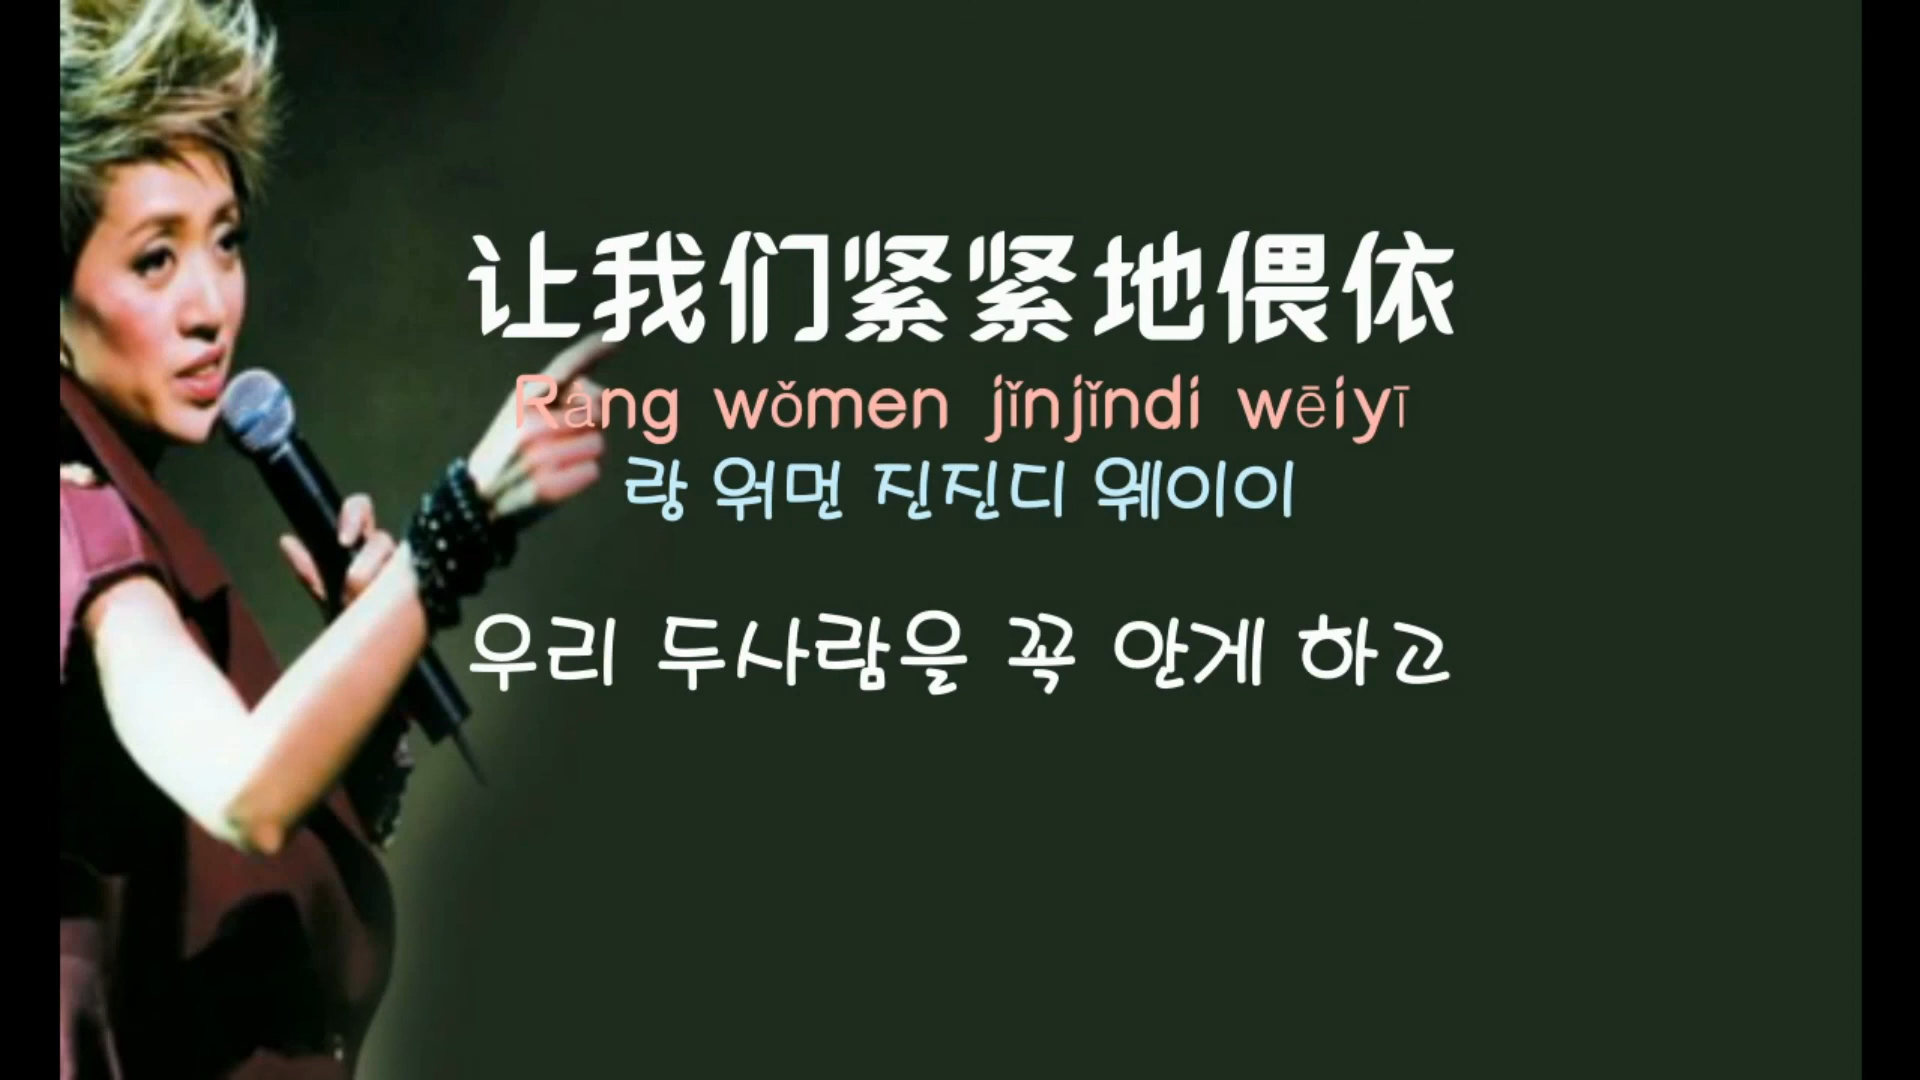 让我们紧紧地偎依
Ràng wǒmen jǐnjǐndi wēiyī
랑 워먼 진진디 웨이이
우리 두사람을 꼭 안게 하고